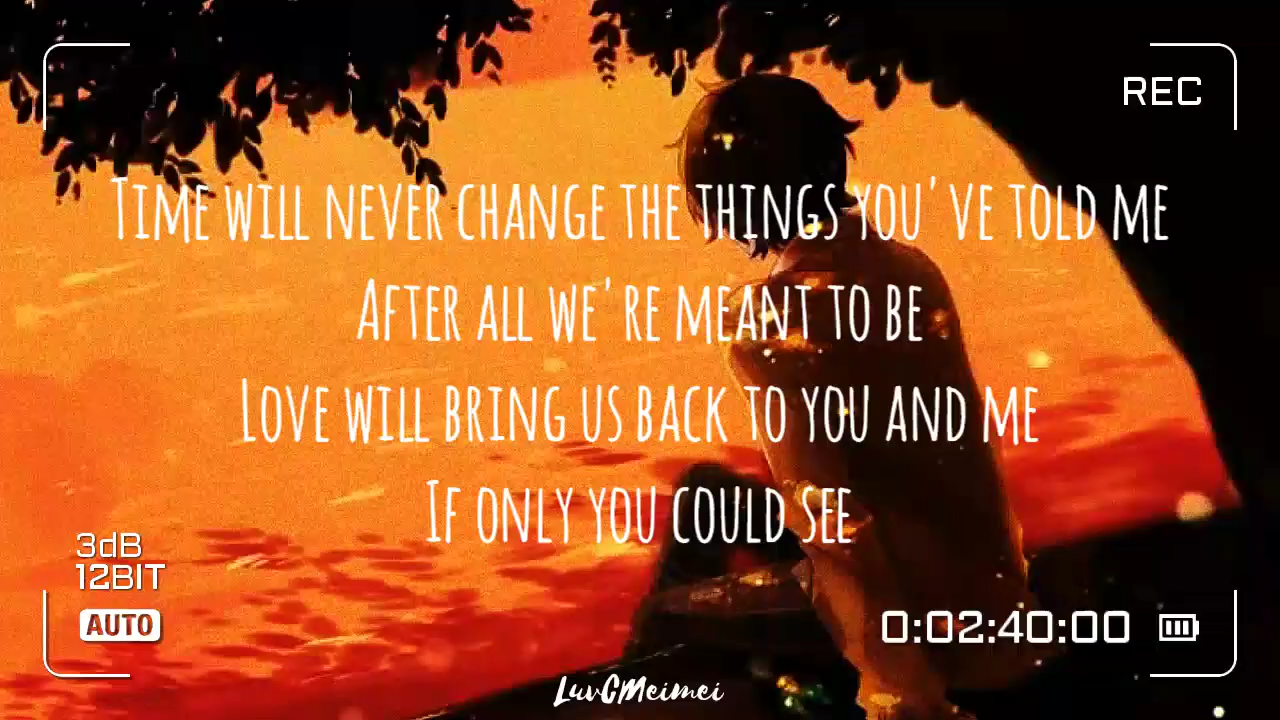 REC
Time will never change the things you've told me
After all we're meant to be
Love will bring us back to you and me
If only you could see
3dB
12BIT
AUTO
0:02:40:00
LuvCMeimei